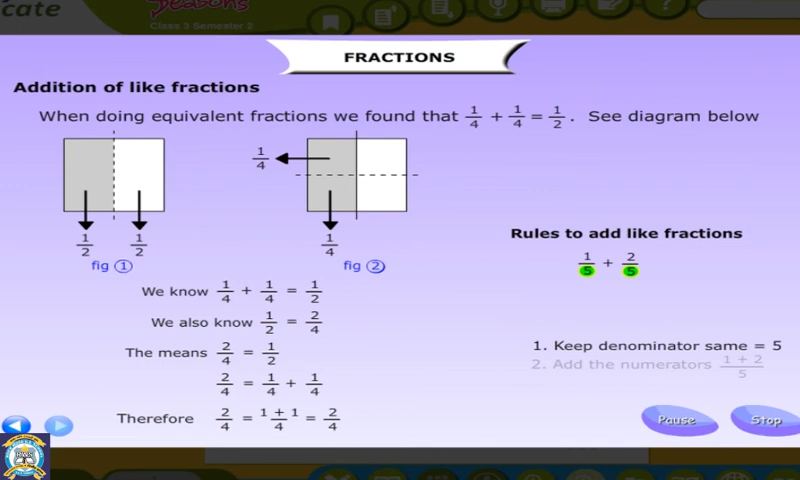 icate
Seasons
Class 3 Semester 2
FRACTIONS
Addition of like fractions
When doing equivalent fractions we found that 1/4 + 1/4 = 1/2. See diagram below
1/4
1/2 1/2 1/4
fig 1 fig 2
Rules to add like fractions
1/5 + 2/5
We know 1/4 + 1/4 = 1/2
We also know 1/2 = 2/4
The means 2/4 = 1/2
2/4 = 1/4 + 1/4
Therefore 2/4 = 1 + 1/4 = 2/4
1. Keep denominator same = 5
2. Add the numerators 1 + 2/5
Pause Stop